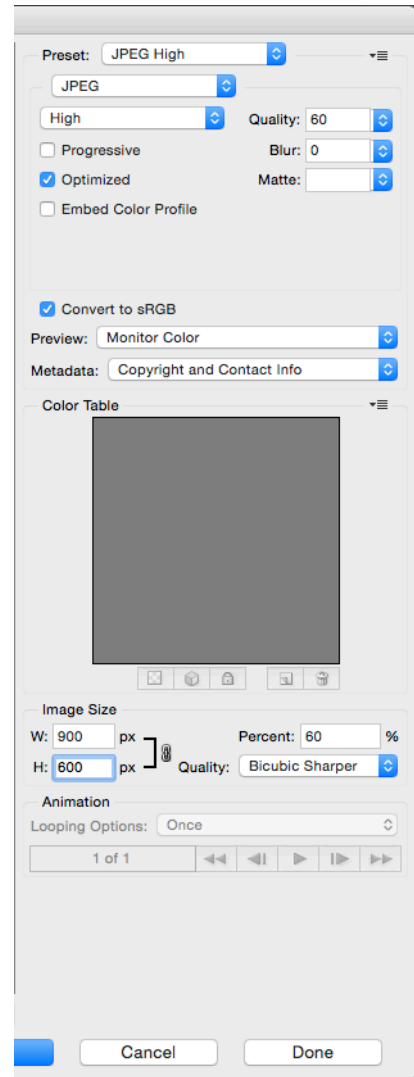 Preset: JPEG High
JPEG
High Quality: 60
Progressive Blur: 0
Optimized Matte:
Embed Color Profile
Convert to sRGB
Preview: Monitor Color
Metadata: Copyright and Contact Info
Color Table
Image Size
W: 900 px Percent: 60 %
H: 600 px Quality: Bicubic Sharper
Animation
Looping Options: Once
1 of 1
Cancel Done